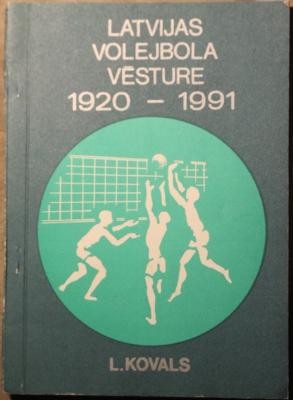 LATVIJAS
VOLEJBOLA
VĒSTURE
1920 – 1991
L.KOVALS